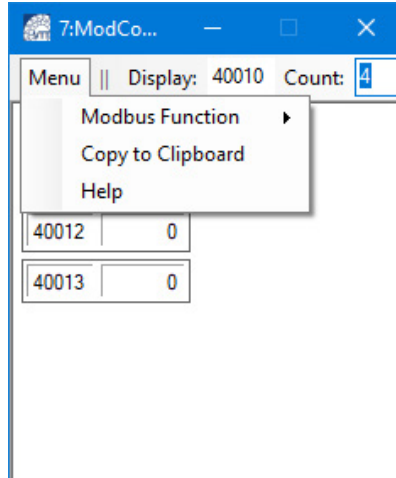 7:ModCo...
Menu || Display: 40010 Count: 4
Modbus Function
Copy to Clipboard
Help
40012 0
40013 0